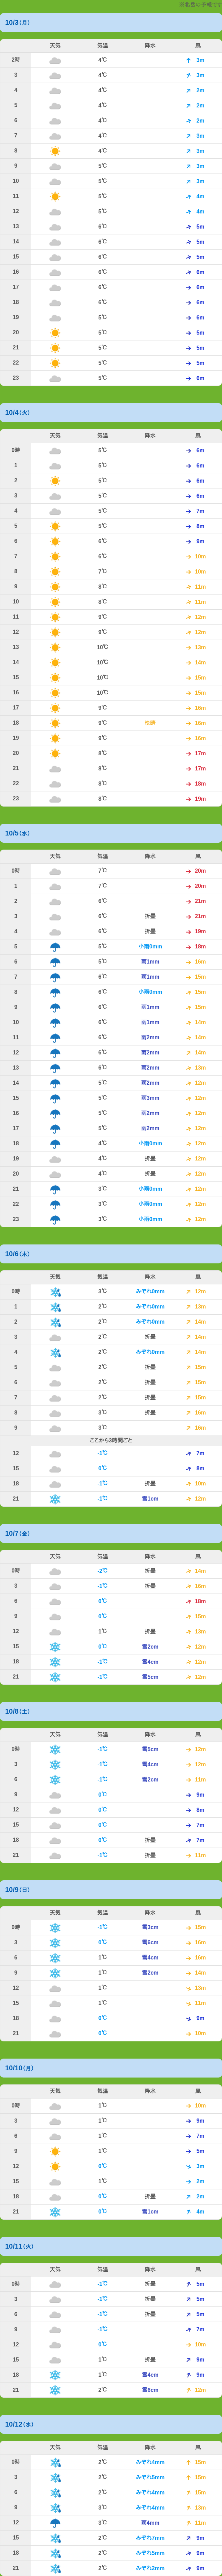 ※高森の予報です
10/3(月)
天気 気温 降水 風
2時 4℃ 3m
3 4℃ 3m
4 4℃ 2m
5 4℃ 2m
6 4℃ 2m
7 4℃ 3m
8 4℃ 3m
9 5℃ 3m
10 5℃ 3m
11 5℃ 4m
12 5℃ 4m
13 6℃ 5m
14 6℃ 5m
15 6℃ 5m
16 6℃ 6m
17 6℃ 6m
18 6℃ 6m
19 5℃ 6m
20 5℃ 5m
21 5℃ 5m
22 5℃ 5m
23 5℃ 6m
10/4(火)
天気 気温 降水 風
0時 5℃ 6m
1 5℃ 6m
2 5℃ 6m
3 5℃ 6m
4 5℃ 7m
5 5℃ 8m
6 6℃ 9m
7 6℃ 10m
8 7℃ 10m
9 8℃ 11m
10 8℃ 11m
11 9℃ 12m
12 9℃ 12m
13 10℃ 13m
14 10℃ 14m
15 10℃ 15m
16 10℃ 15m
17 9℃ 16m
18 9℃ 快晴 16m
19 9℃ 16m
20 8℃ 17m
21 8℃ 17m
22 8℃ 18m
23 8℃ 19m
10/5(水)
天気 気温 降水 風
0時 7℃ 20m
1 7℃ 20m
2 6℃ 21m
3 6℃ 折曇 21m
4 6℃ 折曇 19m
5 5℃ 小雨0mm 18m
6 5℃ 雨1mm 16m
7 5℃ 雨1mm 15m
8 6℃ 小雨0mm 15m
9 6℃ 雨1mm 15m
10 6℃ 雨1mm 14m
11 6℃ 雨2mm 14m
12 6℃ 雨2mm 14m
13 6℃ 雨2mm 13m
14 5℃ 雨2mm 12m
15 5℃ 雨3mm 12m
16 5℃ 雨2mm 12m
17 5℃ 雨2mm 12m
18 4℃ 小雨0mm 12m
19 4℃ 折曇 12m
20 4℃ 折曇 12m
21 3℃ 小雨0mm 12m
22 3℃ 小雨0mm 12m
23 3℃ 小雨0mm 12m
10/6(木)
天気 気温 降水 風
0時 3℃ みぞれ0mm 12m
1 2℃ みぞれ0mm 13m
2 2℃ みぞれ0mm 14m
3 2℃ 折曇 14m
4 2℃ みぞれ0mm 14m
5 2℃ 折曇 15m
6 2℃ 折曇 15m
7 2℃ 折曇 15m
8 3℃ 折曇 15m
9 3℃ 16m
ここから3時間ごと
12 -1℃ 7m
15 0℃ 8m
18 -1℃ 折曇 10m
21 -1℃ 雪1cm 12m
10/7(金)
天気 気温 降水 風
0時 -2℃ 折曇 14m
3 -1℃ 折曇 16m
6 0℃ 18m
9 0℃ 15m
12 1℃ 折曇 13m
15 0℃ 雪2cm 12m
18 -1℃ 雪4cm 12m
21 -1℃ 雪5cm 12m
10/8(土)
天気 気温 降水 風
0時 -1℃ 雪5cm 12m
3 -1℃ 雪4cm 12m
6 -1℃ 雪2cm 11m
9 0℃ 9m
12 0℃ 8m
15 0℃ 7m
18 0℃ 折曇 7m
21 -1℃ 折曇 11m
10/9(日)
天気 気温 降水 風
0時 -1℃ 雪3cm 15m
3 0℃ 雪6cm 16m
6 1℃ 雪4cm 16m
9 1℃ 雪2cm 14m
12 1℃ 13m
15 1℃ 11m
18 0℃ 9m
21 0℃ 10m
10/10(月)
天気 気温 降水 風
0時 1℃ 10m
3 1℃ 9m
6 1℃ 7m
9 1℃ 5m
12 0℃ 3m
15 1℃ 2m
18 0℃ 折曇 2m
21 0℃ 雪1cm 4m
10/11(火)
天気 気温 降水 風
0時 -1℃ 折曇 5m
3 -1℃ 折曇 5m
6 -1℃ 折曇 5m
9 -1℃ 7m
12 0℃ 10m
15 1℃ 折曇 9m
18 1℃ 雪4cm 9m
21 2℃ 雪6cm 12m
10/12(水)
天気 気温 降水 風
0時 2℃ みぞれ4mm 15m
3 2℃ みぞれ5mm 15m
6 2℃ みぞれ4mm 15m
9 3℃ みぞれ4mm 13m
12 3℃ 雨4mm 11m
15 2℃ みぞれ7mm 9m
18 2℃ みぞれ5mm 9m
21 2℃ みぞれ2mm 9m